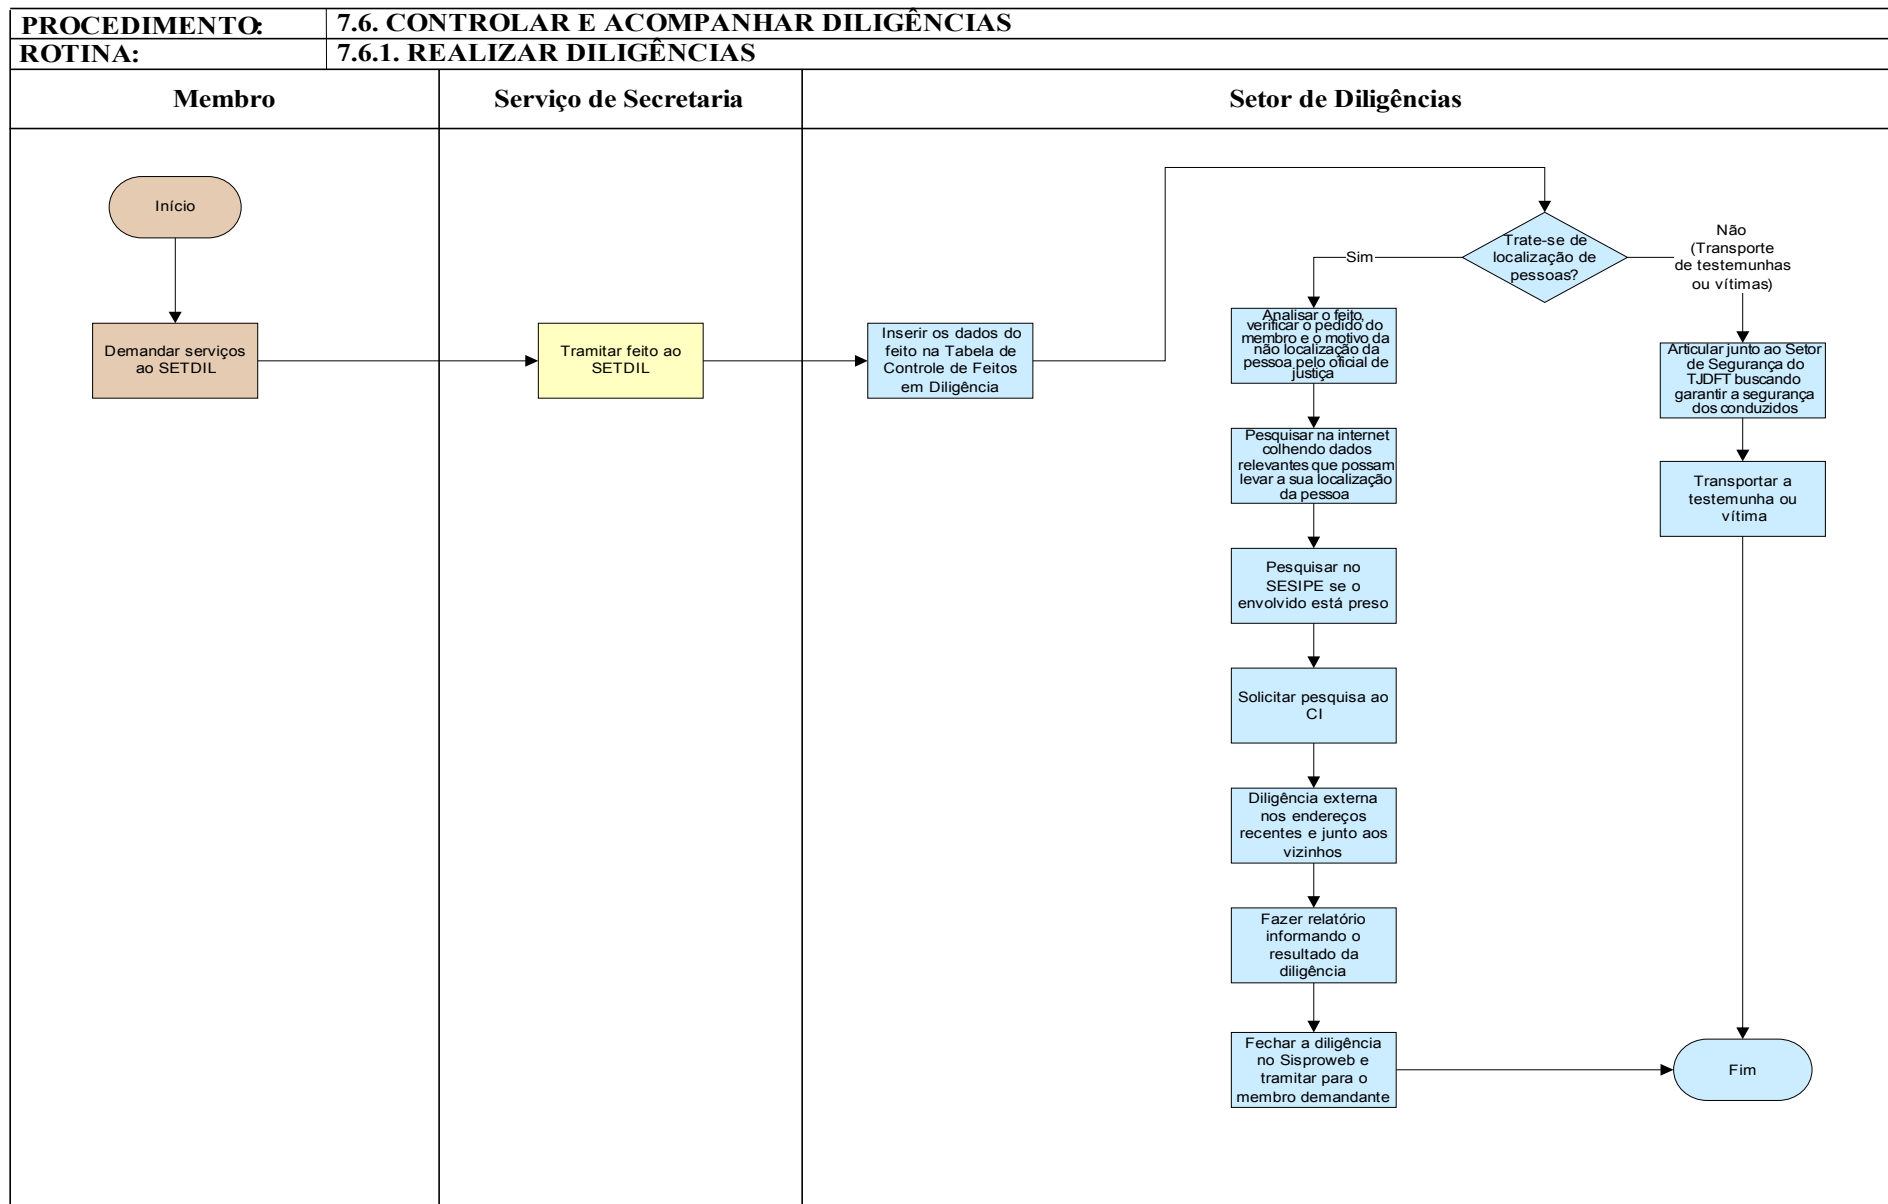 PROCEDIMENTO:
7.6. CONTROLAR E ACOMPANHAR DILIGÊNCIAS
ROTINA:
7.6.1. REALIZAR DILIGÊNCIAS
Membro
Serviço de Secretaria
Setor de Diligências
Início
Demandar serviços
ao SETDIL
Tramitar feito ao
SETDIL
Inserir os dados do
feito na Tabela de
Controle de Feitos
em Diligência
Trate-se de
localização de
pessoas?
Sim
Não
(Transporte
de testemunhas
ou vítimas)
Analisar o feito,
verificar o pedido do
membro e o motivo da
não localização da
pessoa pelo oficial de
justiça
Pesquisar na internet
colhendo dados
relevantes que possam
levar a sua localização
da pessoa
Pesquisar no
SESIPE se o
envolvido está preso
Solicitar pesquisa ao
CI
Diligência externa
nos endereços
recentes e junto aos
vizinhos
Fazer relatório
informando o
resultado da
diligência
Fechar a diligência
no Sisproweb e
tramitar para o
membro demandante
Articular junto ao Setor
de Segurança do
TJDFT buscando
garantir a segurança
dos conduzidos
Transportar a
testemunha ou
vítima
Fim